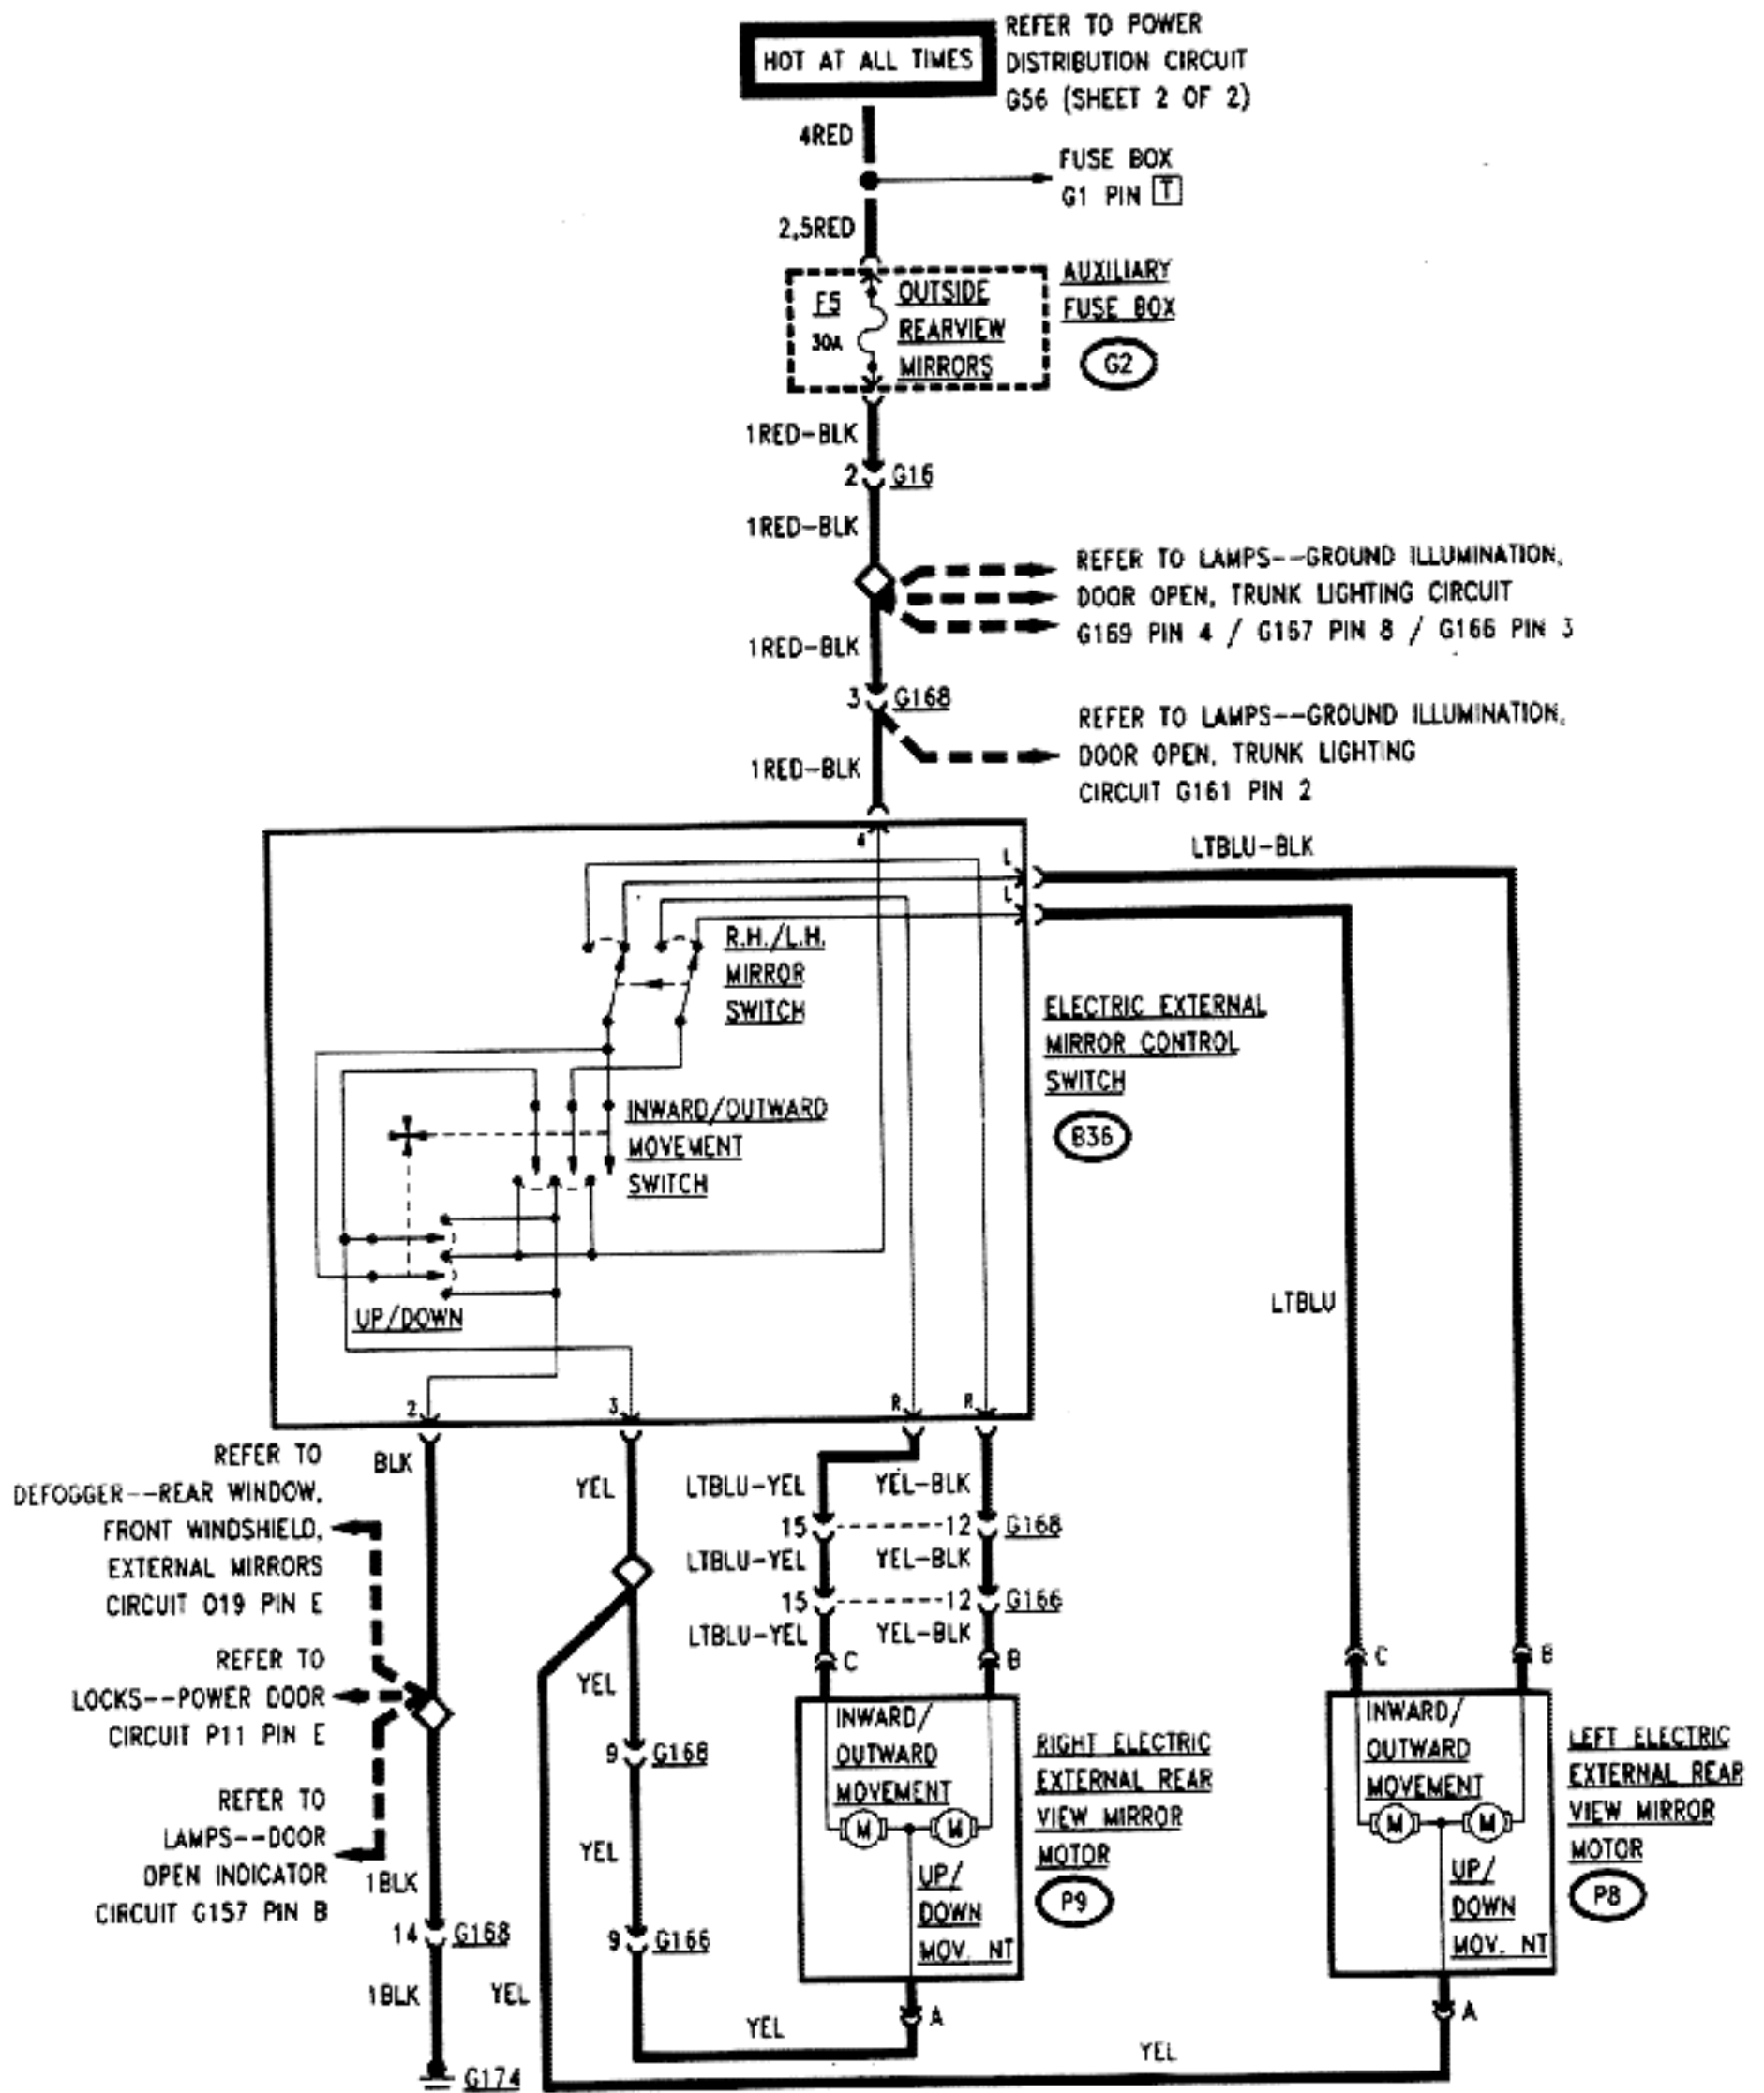 HOT AT ALL TIMES
REFER TO POWER
DISTRIBUTION CIRCUIT
G56 (SHEET 2 OF 2)
4RED
FUSE BOX
G1 PIN T
2,5RED
F5
30A
OUTSIDE
REARVIEW
MIRRORS
AUXILIARY
FUSE BOX
G2
1RED-BLK
2
G16
1RED-BLK
REFER TO LAMPS--GROUND ILLUMINATION,
DOOR OPEN, TRUNK LIGHTING CIRCUIT
G169 PIN 4 / G167 PIN 8 / G166 PIN 3
1RED-BLK
3
G168
REFER TO LAMPS--GROUND ILLUMINATION,
DOOR OPEN, TRUNK LIGHTING
CIRCUIT G161 PIN 2
1RED-BLK
4
L
L
LTBLU-BLK
R.H./L.H.
MIRROR
SWITCH
ELECTRIC EXTERNAL
MIRROR CONTROL
SWITCH
B36
INWARD/OUTWARD
MOVEMENT
SWITCH
UP/DOWN
LTBLU
2
3
R
R
REFER TO
DEFOGGER--REAR WINDOW,
FRONT WINDSHIELD,
EXTERNAL MIRRORS
CIRCUIT O19 PIN E
BLK
YEL
LTBLU-YEL
YEL-BLK
15
12
G168
LTBLU-YEL
YEL-BLK
15
12
G166
LTBLU-YEL
YEL-BLK
C
B
C
B
REFER TO
LOCKS--POWER DOOR
CIRCUIT P11 PIN E
YEL
INWARD/
OUTWARD
MOVEMENT
M
M
UP/
DOWN
MOV. NT
RIGHT ELECTRIC
EXTERNAL REAR
VIEW MIRROR
MOTOR
P9
INWARD/
OUTWARD
MOVEMENT
M
M
UP/
DOWN
MOV. NT
LEFT ELECTRIC
EXTERNAL REAR
VIEW MIRROR
MOTOR
P8
9
G168
REFER TO
LAMPS--DOOR
OPEN INDICATOR
CIRCUIT G157 PIN B
1BLK
YEL
14
G168
9
G166
1BLK
YEL
A
A
YEL
YEL
G174